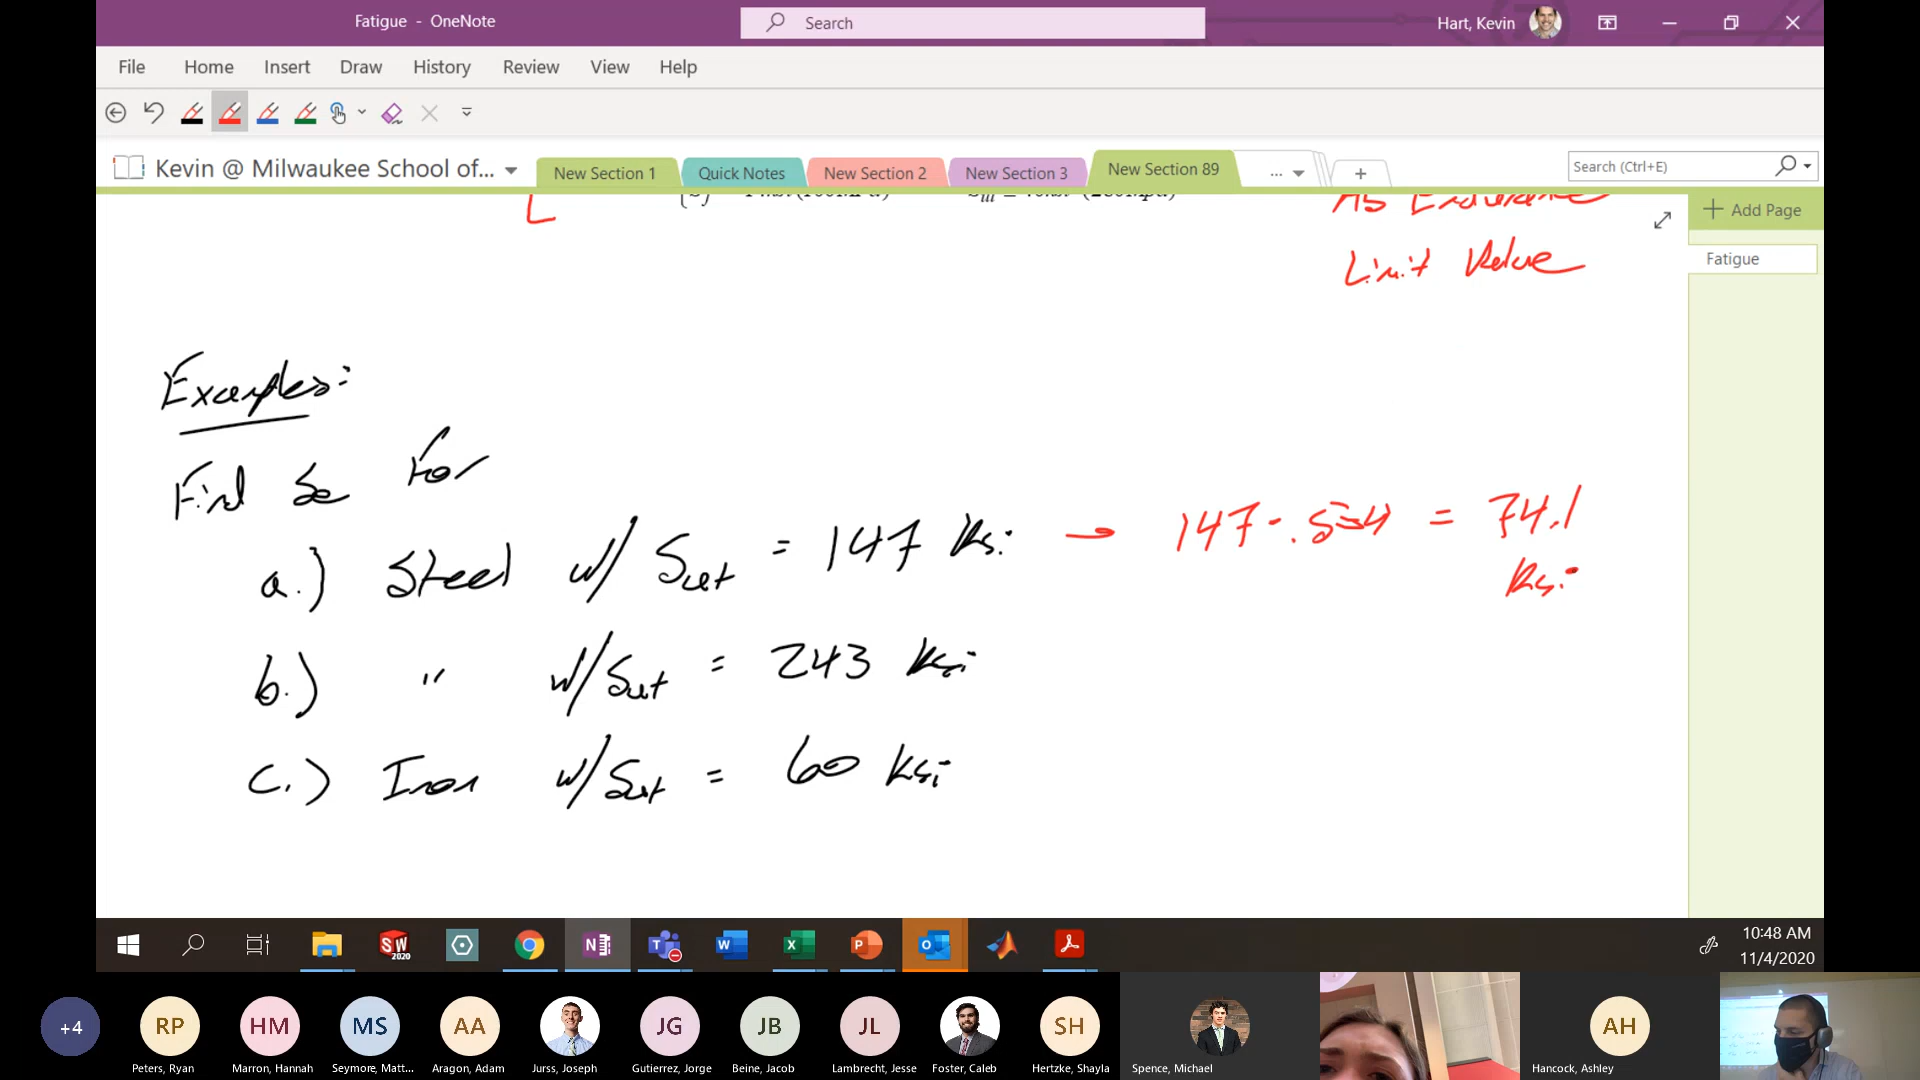 Fatigue - OneNote
Search
Hart, Kevin
File Home Insert Draw History Review View Help
Kevin @ Milwaukee School of...
New Section 1
Quick Notes
New Section 2
New Section 3
New Section 89
...
Search (Ctrl+E)
Add Page
Fatigue
As Endurance
Limit Value
Examples:
Find Se For
a.) Steel w/ Sut = 147 ksi → 147 · .504 = 74.1
ksi
b.) " w/ Sut = 243 ksi
c.) Iron w/ Sut = 60 ksi
10:48 AM
11/4/2020
+4
RP
HM
MS
AA
JG
JB
JL
SH
AH
Peters, Ryan
Marron, Hannah
Seymore, Matt...
Aragon, Adam
Jurss, Joseph
Gutierrez, Jorge
Beine, Jacob
Lambrecht, Jesse
Foster, Caleb
Hertzke, Shayla
Spence, Michael
Hancock, Ashley